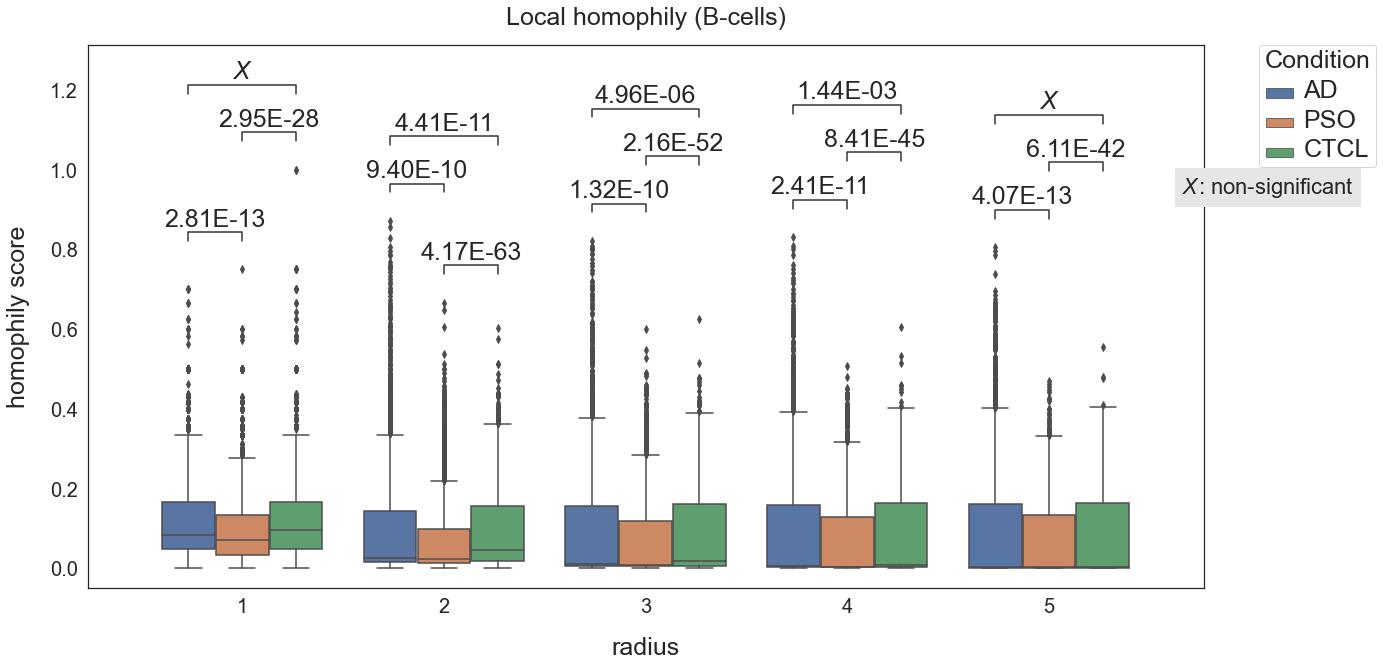 Local homophily (B-cells)
homophily score
1.2
1.0
0.8
0.6
0.4
0.2
0.0
X
2.95E-28
2.81E-13
4.41E-11
9.40E-10
4.17E-63
4.96E-06
2.16E-52
1.32E-10
1.44E-03
8.41E-45
2.41E-11
X
6.11E-42
4.07E-13
1 2 3 4 5
radius
Condition
AD
PSO
CTCL
X: non-significant